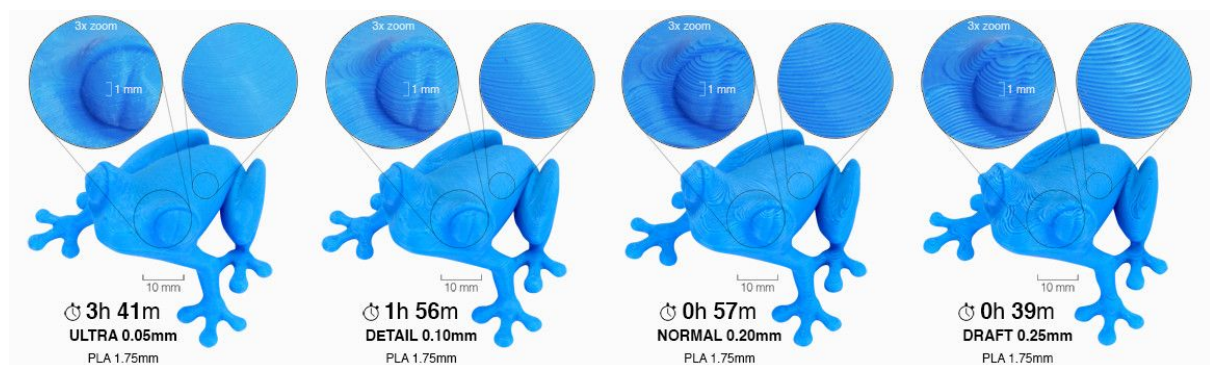 3x zoom
1 mm
10 mm
3h 41m
ULTRA 0.05mm
PLA 1.75mm
3x zoom
1 mm
10 mm
1h 56m
DETAIL 0.10mm
PLA 1.75mm
3x zoom
1 mm
10 mm
0h 57m
NORMAL 0.20mm
PLA 1.75mm
3x zoom
1 mm
10 mm
0h 39m
DRAFT 0.25mm
PLA 1.75mm